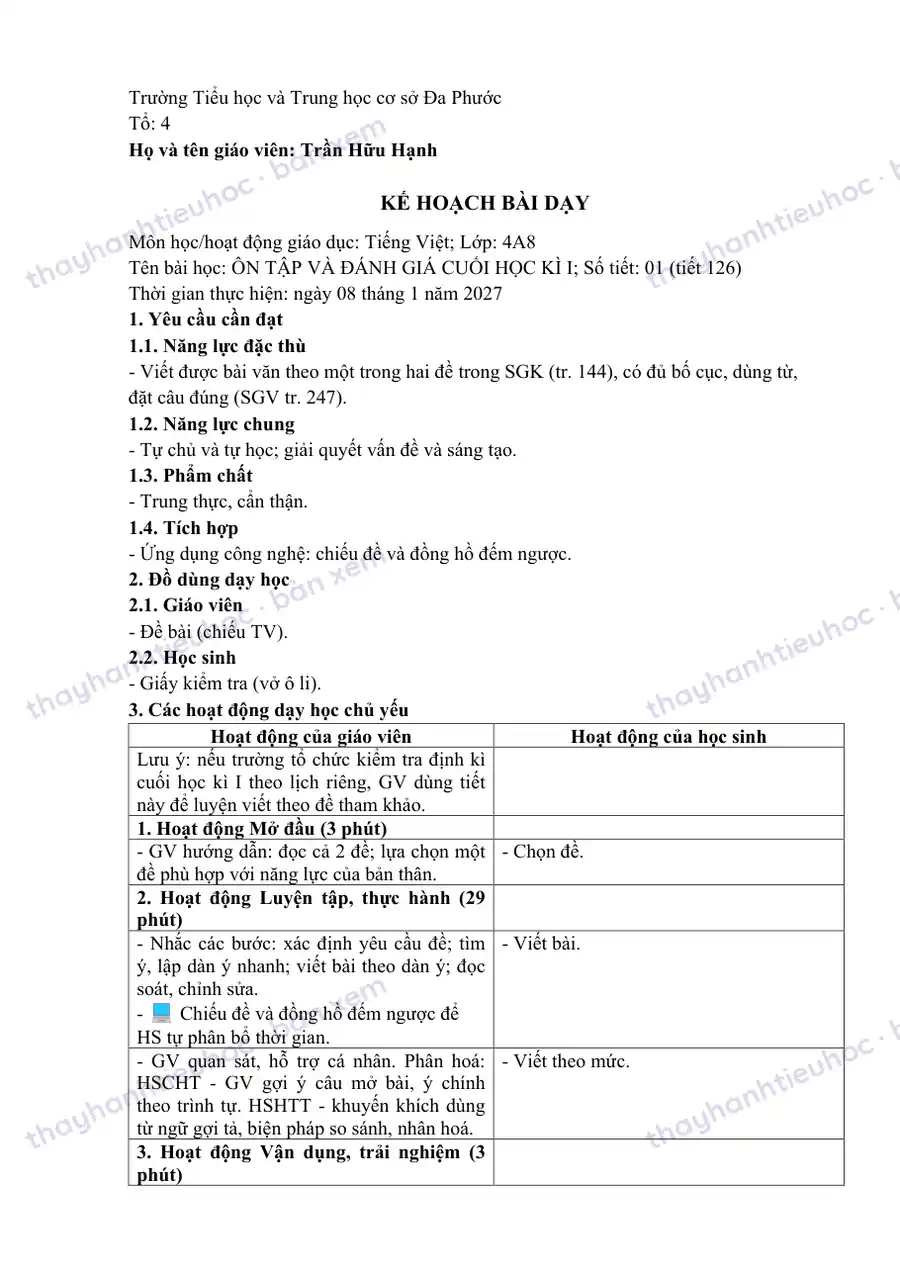 Trường Tiểu học và Trung học cơ sở Đa Phước
Tổ: 4
Họ và tên giáo viên: Trần Hữu Hạnh
KẾ HOẠCH BÀI DẠY
Môn học/hoạt động giáo dục: Tiếng Việt; Lớp: 4A8
Tên bài học: ÔN TẬP VÀ ĐÁNH GIÁ CUỐI HỌC KÌ I; Số tiết: 01 (tiết 126)
Thời gian thực hiện: ngày 08 tháng 1 năm 2027
1. Yêu cầu cần đạt
1.1. Năng lực đặc thù
- Viết được bài văn theo một trong hai đề trong SGK (tr. 144), có đủ bố cục, dùng từ,
đặt câu đúng (SGV tr. 247).
1.2. Năng lực chung
- Tự chủ và tự học; giải quyết vấn đề và sáng tạo.
1.3. Phẩm chất
- Trung thực, cẩn thận.
1.4. Tích hợp
- Ứng dụng công nghệ: chiếu đề và đồng hồ đếm ngược.
2. Đồ dùng dạy học
2.1. Giáo viên
- Đề bài (chiếu TV).
2.2. Học sinh
- Giấy kiểm tra (vở ô li).
3. Các hoạt động dạy học chủ yếu
Hoạt động của giáo viên
Hoạt động của học sinh
Lưu ý: nếu trường tổ chức kiểm tra định kì
cuối học kì I theo lịch riêng, GV dùng tiết
này để luyện viết theo đề tham khảo.
1. Hoạt động Mở đầu (3 phút)
- GV hướng dẫn: đọc cả 2 đề; lựa chọn một
đề phù hợp với năng lực của bản thân.
- Chọn đề.
2. Hoạt động Luyện tập, thực hành (29
phút)
- Nhắc các bước: xác định yêu cầu đề; tìm
ý, lập dàn ý nhanh; viết bài theo dàn ý; đọc
soát, chỉnh sửa.
- Chiếu đề và đồng hồ đếm ngược để
HS tự phân bổ thời gian.
- Viết bài.
- GV quan sát, hỗ trợ cá nhân. Phân hoá:
HSCHT - GV gợi ý câu mở bài, ý chính
theo trình tự. HSHTT - khuyến khích dùng
từ ngữ gợi tả, biện pháp so sánh, nhân hoá.
- Viết theo mức.
3. Hoạt động Vận dụng, trải nghiệm (3
phút)
thayhanhtieuhoc · bản xem
thayhanhtieuhoc · b
thayhanhtieuhoc · bản xem
thayhanhtieuhoc · b
thayhanhtieuhoc · bản xem
thayhanhtieuhoc · b